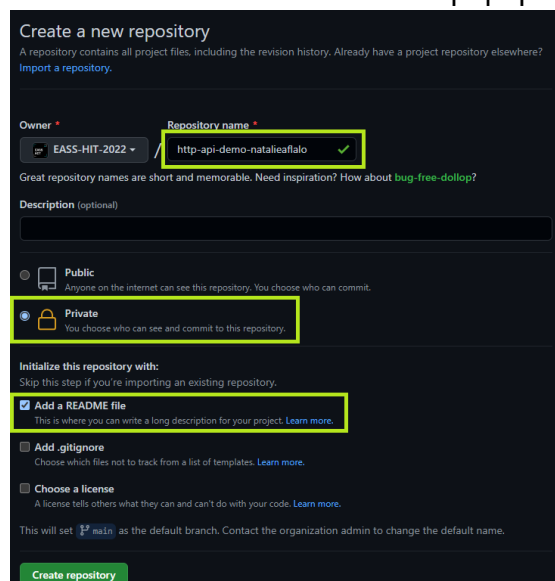 Create a new repository
A repository contains all project files, including the revision history. Already have a project repository elsewhere?
Import a repository.
Owner * Repository name *
EASS-HIT-2022 / http-api-demo-natalieaflalo
Great repository names are short and memorable. Need inspiration? How about bug-free-dollop?
Description (optional)
Public
Anyone on the internet can see this repository. You choose who can commit.
Private
You choose who can see and commit to this repository.
Initialize this repository with:
Skip this step if you're importing an existing repository.
Add a README file
This is where you can write a long description for your project. Learn more.
Add .gitignore
Choose which files not to track from a list of templates. Learn more.
Choose a license
A license tells others what they can and can't do with your code. Learn more.
This will set main as the default branch. Contact the organization admin to change the default name.
Create repository